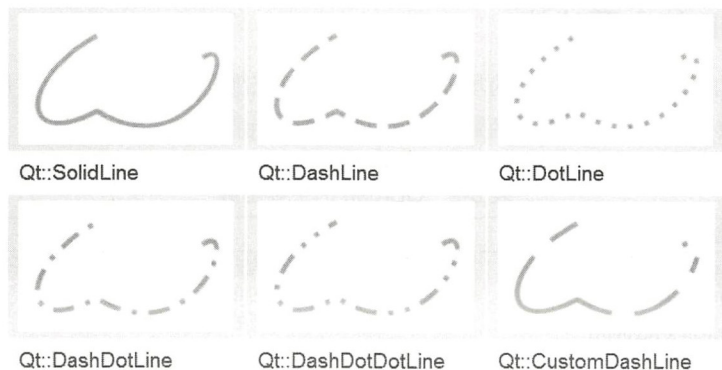 Qt::SolidLine
Qt::DashLine
Qt::DotLine
Qt::DashDotLine
Qt::DashDotDotLine
Qt::CustomDashLine